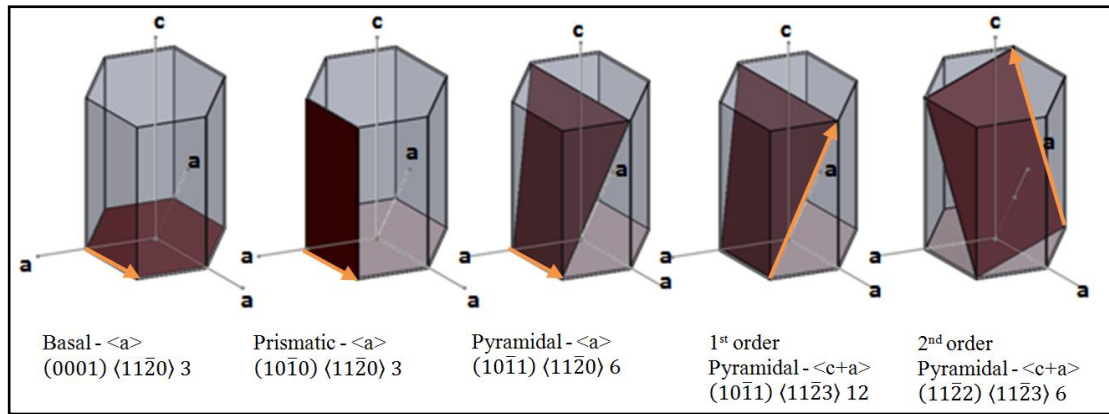 c
a
a
a
Basal - <a>
(0001) ⟨112̅0⟩ 3
c
a
a
a
Prismatic - <a>
(101̅0) ⟨112̅0⟩ 3
c
a
a
a
Pyramidal - <a>
(101̅1) ⟨112̅0⟩ 6
c
a
a
a
1st order
Pyramidal - <c+a>
(101̅1) ⟨112̅3⟩ 12
c
a
a
a
2nd order
Pyramidal - <c+a>
(112̅2) ⟨112̅3⟩ 6